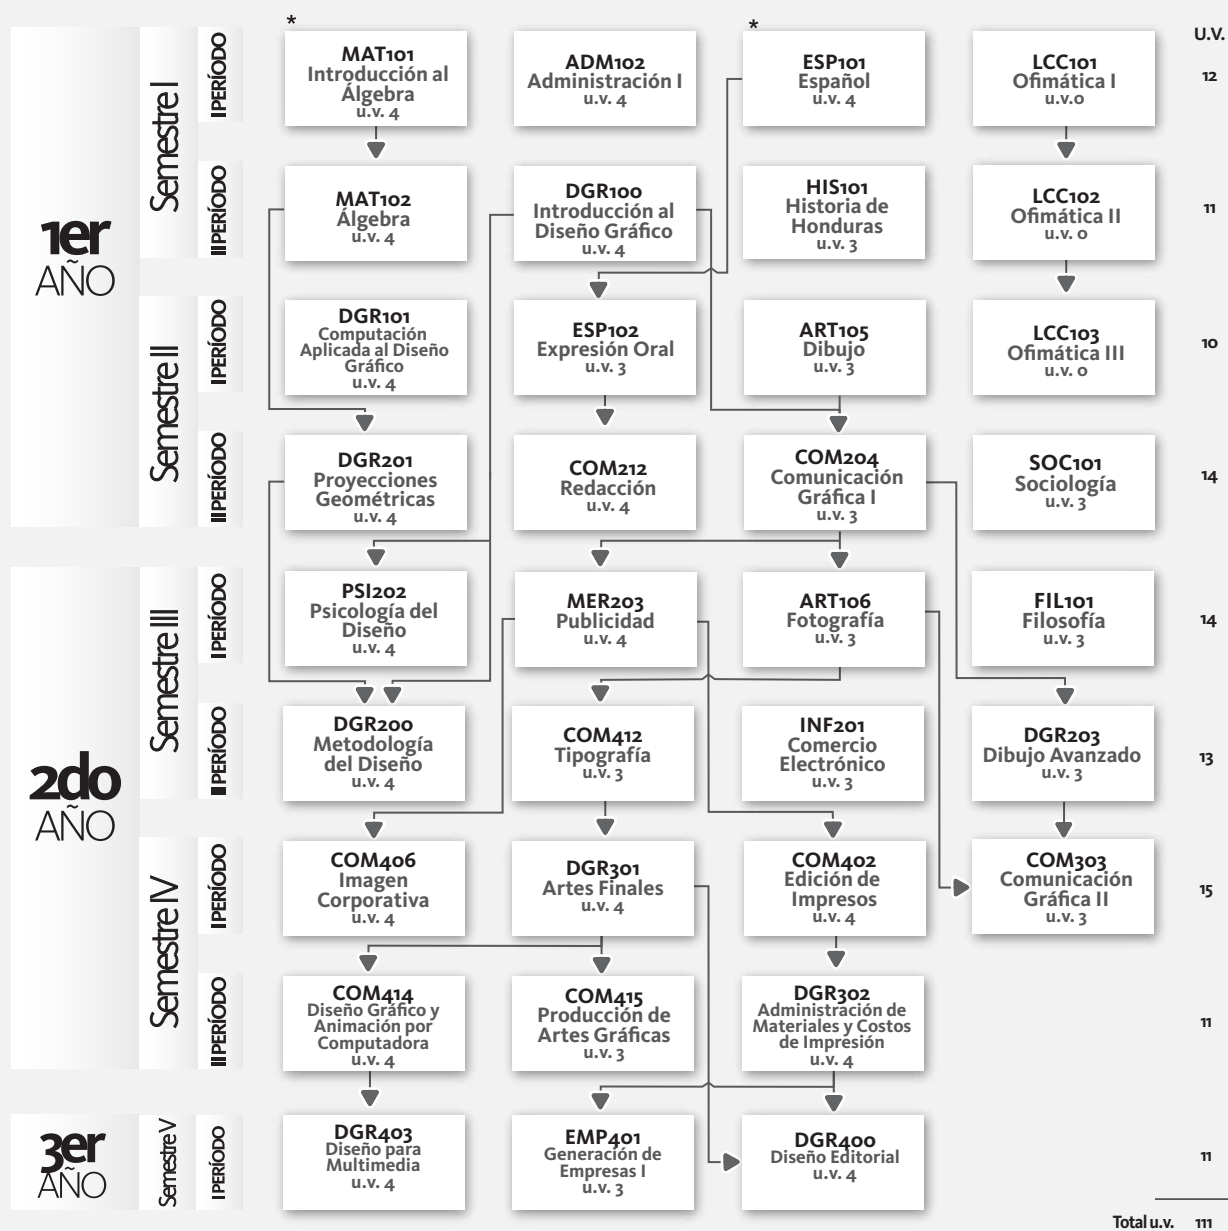 *
*
U.V.
1er
AÑO
Semestre I
I PERÍODO
MAT101
Introducción al
Álgebra
u.v. 4
ADM102
Administración I
u.v. 4
ESP101
Español
u.v. 4
LCC101
Ofimática I
u.v.0
12
II PERÍODO
MAT102
Álgebra
u.v. 4
DGR100
Introducción al
Diseño Gráfico
u.v. 4
HIS101
Historia de
Honduras
u.v. 3
LCC102
Ofimática II
u.v. 0
11
Semestre II
I PERÍODO
DGR101
Computación
Aplicada al Diseño
Gráfico
u.v. 4
ESP102
Expresión Oral
u.v. 3
ART105
Dibujo
u.v. 3
LCC103
Ofimática III
u.v. 0
10
II PERÍODO
DGR201
Proyecciones
Geométricas
u.v. 4
COM212
Redacción
u.v. 4
COM204
Comunicación
Gráfica I
u.v. 3
SOC101
Sociología
u.v. 3
14
2do
AÑO
Semestre III
I PERÍODO
PSI202
Psicología del
Diseño
u.v. 4
MER203
Publicidad
u.v. 4
ART106
Fotografía
u.v. 3
FIL101
Filosofía
u.v. 3
14
II PERÍODO
DGR200
Metodología
del Diseño
u.v. 4
COM412
Tipografía
u.v. 3
INF201
Comercio
Electrónico
u.v. 3
DGR203
Dibujo Avanzado
u.v. 3
13
Semestre IV
I PERÍODO
COM406
Imagen
Corporativa
u.v. 4
DGR301
Artes Finales
u.v. 4
COM402
Edición de
Impresos
u.v. 4
COM303
Comunicación
Gráfica II
u.v. 3
15
II PERÍODO
COM414
Diseño Gráfico y
Animación por
Computadora
u.v. 4
COM415
Producción de
Artes Gráficas
u.v. 3
DGR302
Administración de
Materiales y Costos
de Impresión
u.v. 4
11
3er
AÑO
Semestre V
I PERÍODO
DGR403
Diseño para
Multimedia
u.v. 4
EMP401
Generación de
Empresas I
u.v. 3
DGR400
Diseño Editorial
u.v. 4
11
Total u.v. 111